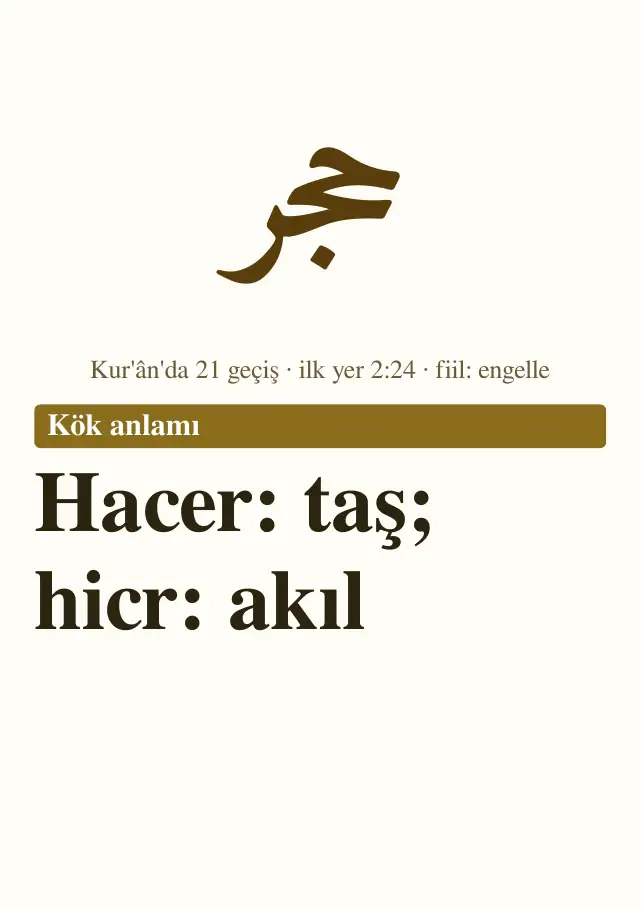 حجر
Kur'ân'da 21 geçiş · ilk yer 2:24 · fiil: engelle
Kök anlamı
Hacer: taş;
hicr: akıl